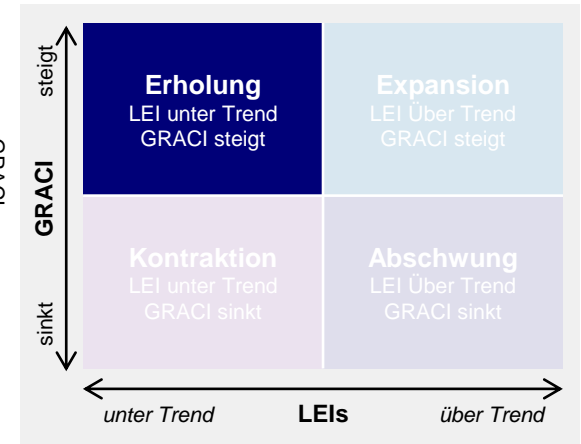 steigt
GRACI
sinkt
Erholung
LEI unter Trend
GRACI steigt
Expansion
LEI Über Trend
GRACI steigt
Kontraktion
LEI unter Trend
GRACI sinkt
Abschwung
LEI Über Trend
GRACI sinkt
unter Trend LEIs über Trend